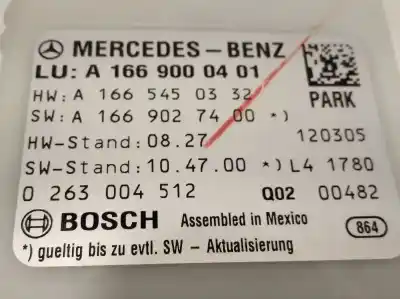 MERCEDES-BENZ
LU: A 166 900 04 01
HW: A 166 545 03 32 PARK
SW: A 166 902 74 00 *)
HW-Stand: 08.27 120305
SW-Stand: 10.47.00 *) L4 1780
0 263 004 512 Q02 00482
BOSCH Assembled in Mexico 864
*) gueltig bis zu evtl. SW - Aktualisierung